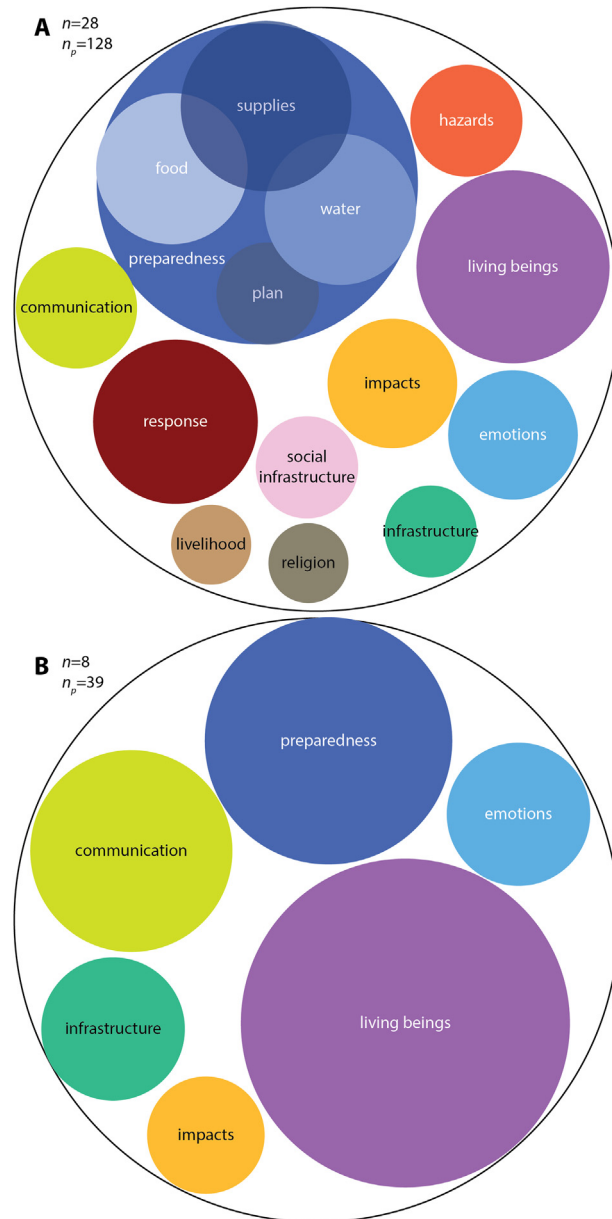 A
n=28
nₚ=128
supplies
hazards
food
water
living beings
preparedness
plan
communication
impacts
response
emotions
social
infrastructure
infrastructure
livelihood
religion
B
n=8
nₚ=39
preparedness
emotions
communication
living beings
infrastructure
impacts